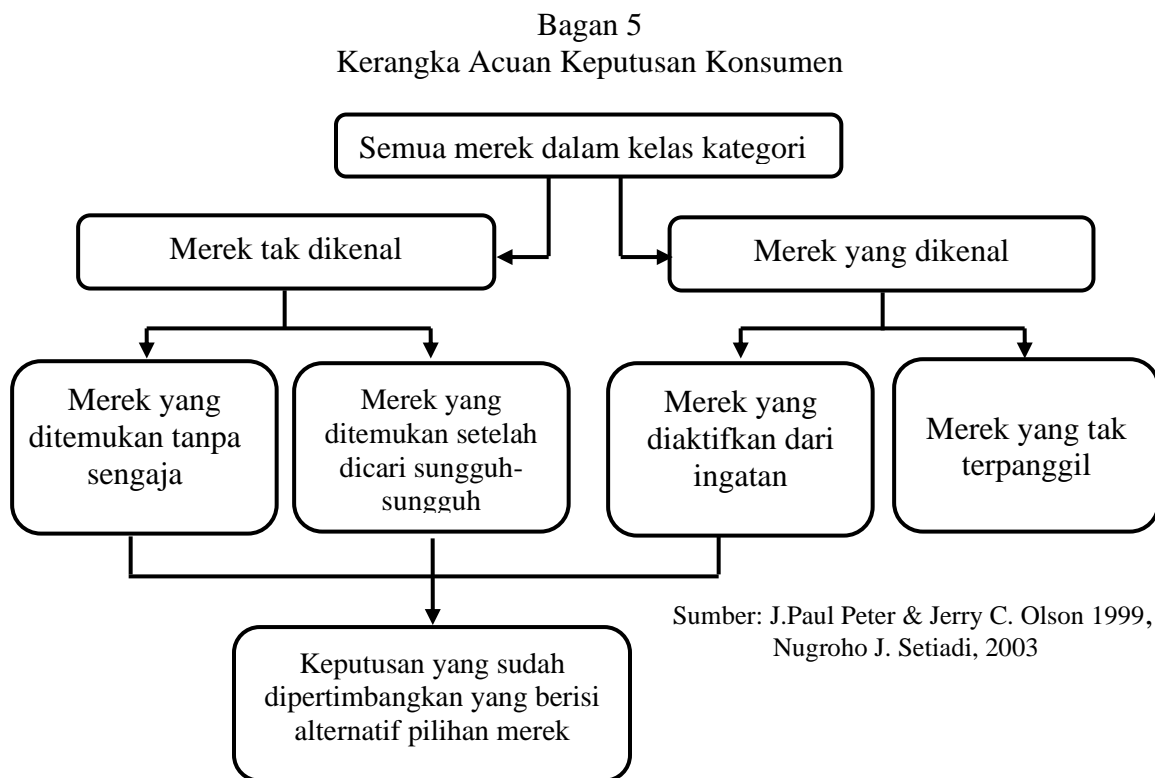 Bagan 5
Kerangka Acuan Keputusan Konsumen
Semua merek dalam kelas kategori
Merek tak dikenal
Merek yang dikenal
Merek yang
ditemukan tanpa
sengaja
Merek yang
ditemukan setelah
dicari sungguh-
sungguh
Merek yang
diaktifkan dari
ingatan
Merek yang tak
terpanggil
Sumber: J.Paul Peter & Jerry C. Olson 1999,
Nugroho J. Setiadi, 2003
Keputusan yang sudah
dipertimbangkan yang berisi
alternatif pilihan merek